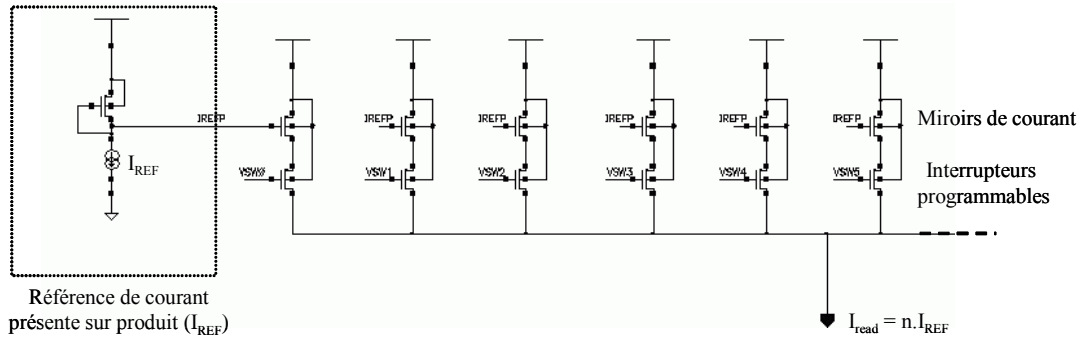 IREFP
IREFP
IREFP
IREFP
IREFP
IREFP
Miroirs de courant
I_REF
VSW1
VSW2
VSW3
VSW4
VSW5
Interrupteurs
programmables
Référence de courant
présente sur produit (I_REF)
I_read = n.I_REF